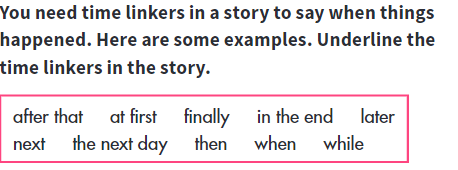 You need time linkers in a story to say when things
happened. Here are some examples. Underline the
time linkers in the story.
after that at first finally in the end later
next the next day then when while